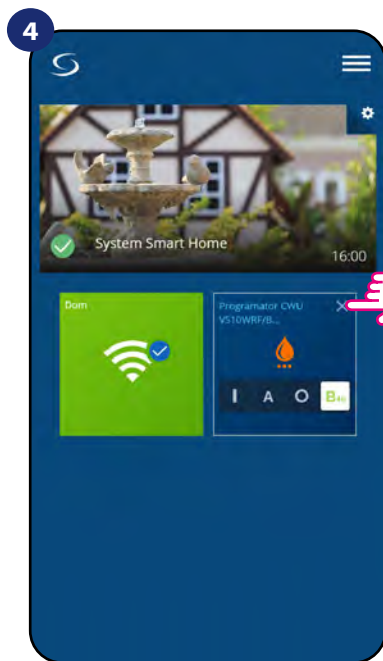 4
System Smart Home
16:00
Dom
Programator CWU
VS10WRF/B...
I A O B